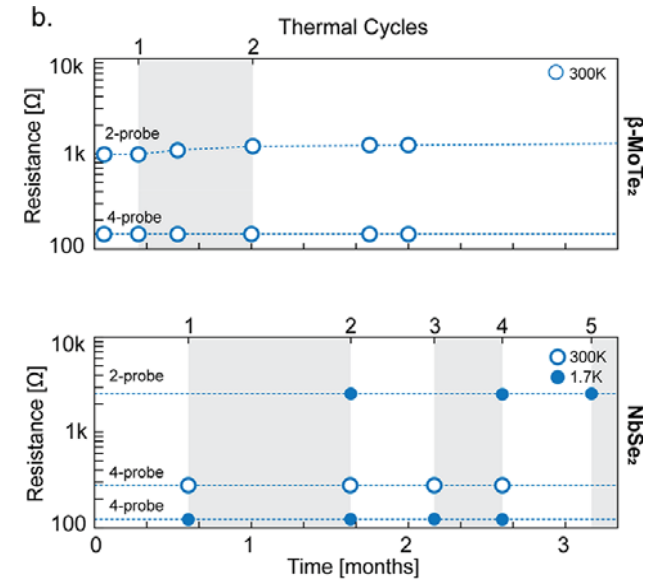 b.
Thermal Cycles
1 2
10k
1k
100
Resistance [Ω]
2-probe
4-probe
300K
β-MoTe₂
1 2 3 4 5
10k
1k
100
Resistance [Ω]
2-probe
4-probe
4-probe
300K
1.7K
NbSe₂
0 1 2 3
Time [months]